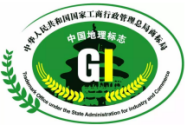 中华人民共和国国家工商行政管理总局商标局
中国地理标志
GI
Trademark Office under the State Administration for Industry and Commerce